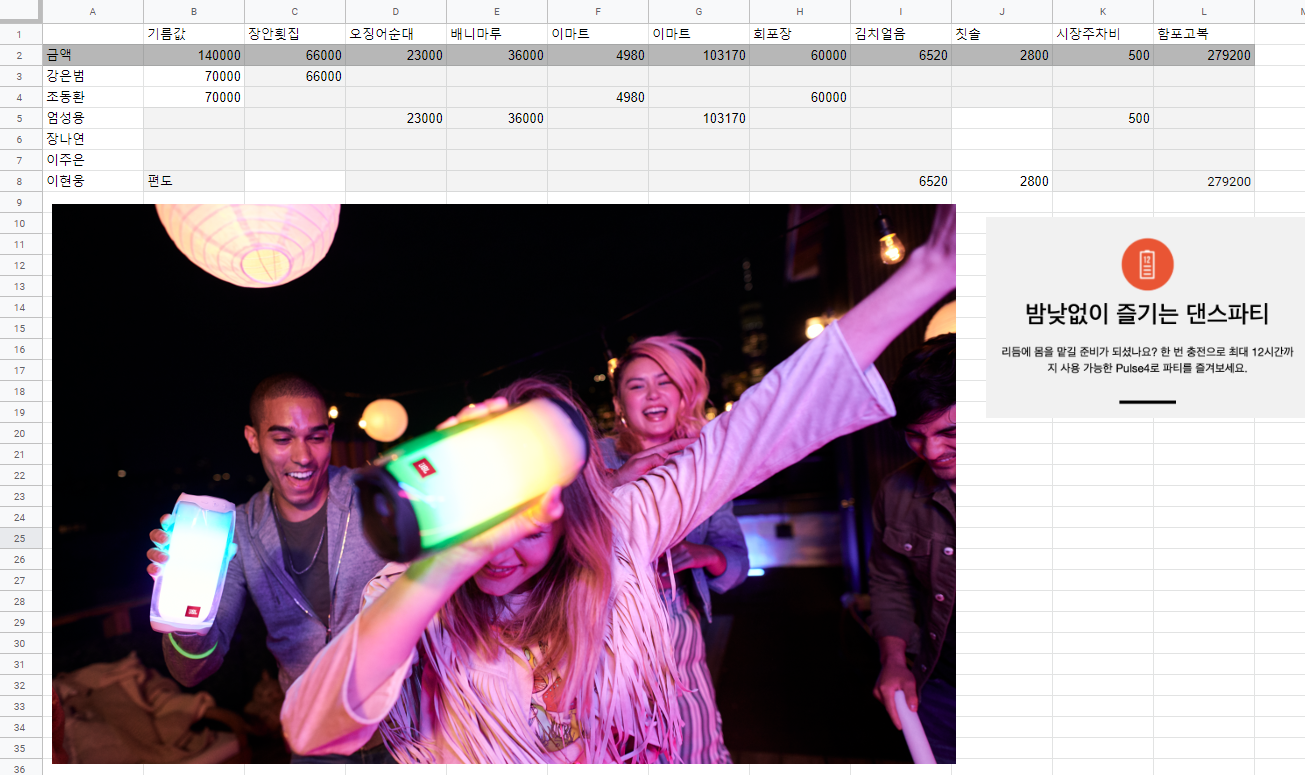 A B C D E F G H I J K L
1 기름값 장안횟집 오징어순대 배니마루 이마트 이마트 회포장 김치얼음 칫솔 시장주차비 함포고복
2 금액 140000 66000 23000 36000 4980 103170 60000 6520 2800 500 279200
3 강은범 70000 66000
4 조동환 70000 4980 60000
5 엄성용 23000 36000 103170 500
6 장나연
7 이주은
8 이현웅 편도 6520 2800 279200
9
10
11
12
13
14
15
16
17
18
19
20
21
22
23
24
25
26
27
28
29
30
31
32
33
34
35
36
JBL
JBL
12
밤낮없이 즐기는 댄스파티
리듬에 몸을 맡길 준비가 되셨나요? 한 번 충전으로 최대 12시간까
지 사용 가능한 Pulse4로 파티를 즐겨보세요.